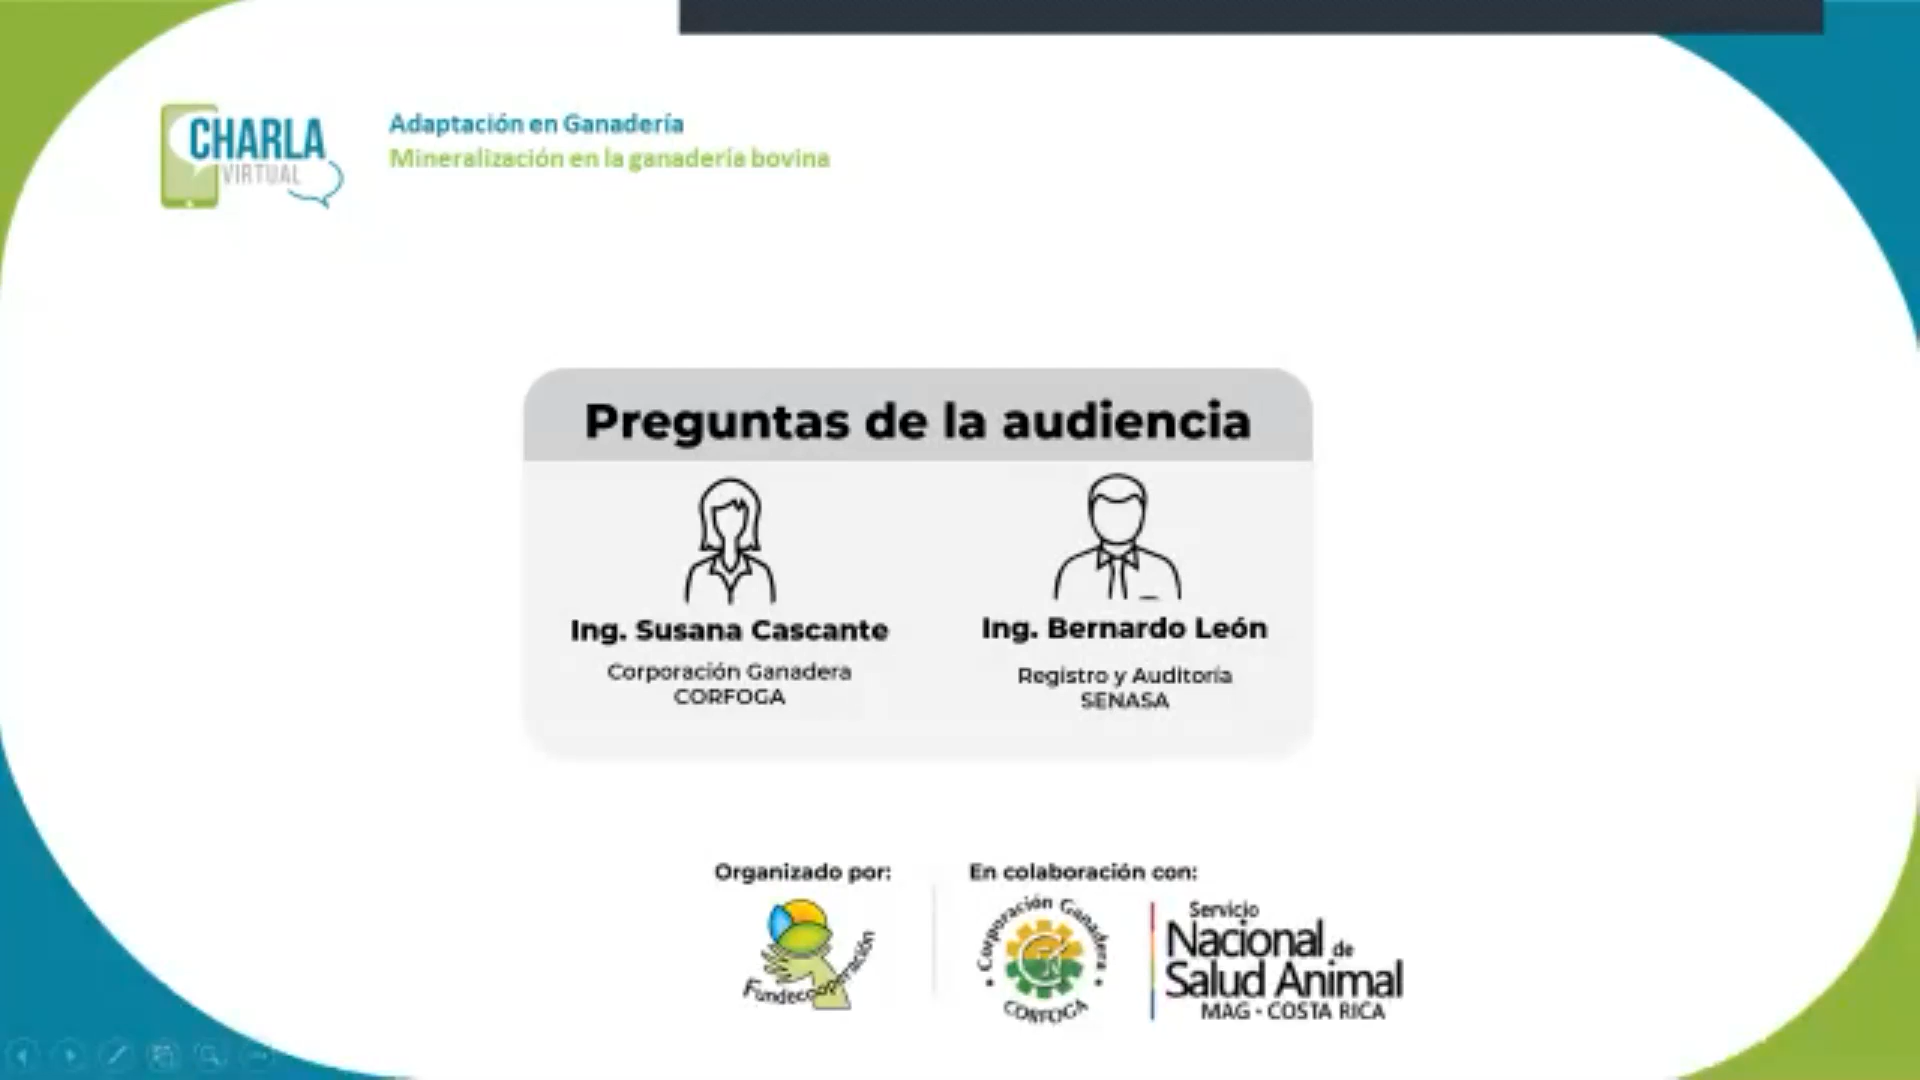 CHARLA
VIRTUAL
Adaptación en Ganadería
Mineralización en la ganadería bovina
Preguntas de la audiencia
Ing. Susana Cascante
Corporación Ganadera
CORFOGA
Ing. Bernardo León
Registro y Auditoría
SENASA
Organizado por:
Fundecooperación
En colaboración con:
Corporación Ganadera
CORFOGA
Servicio
Nacional de
Salud Animal
MAG - COSTA RICA